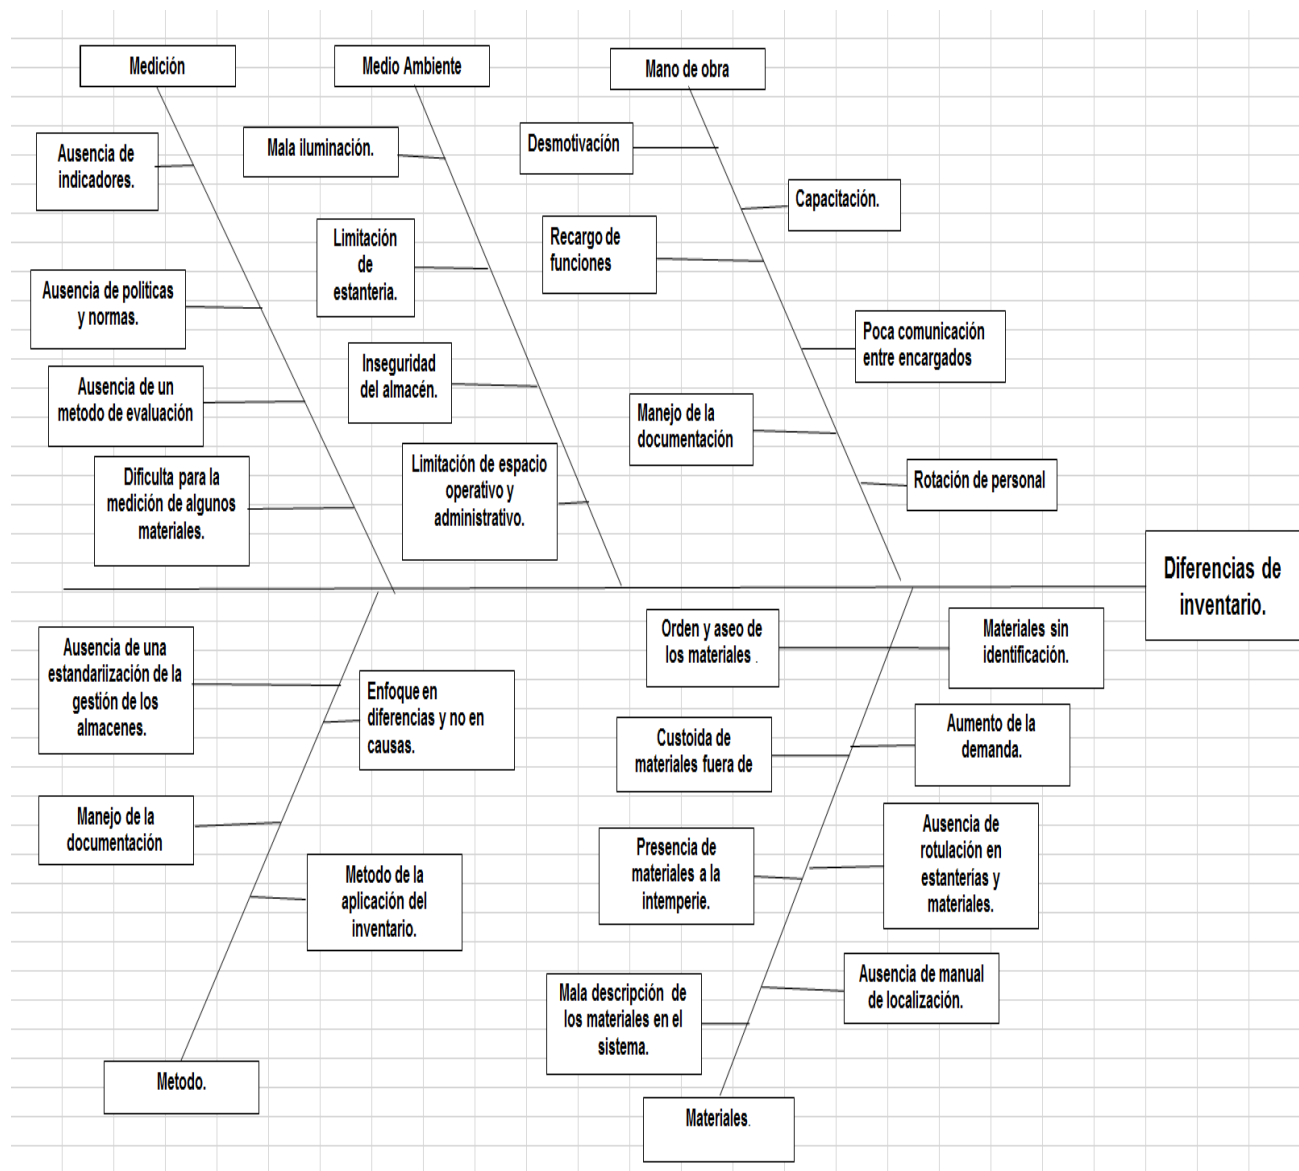 Medición
Medio Ambiente
Mano de obra
Ausencia de
indicadores.
Ausencia de politicas
y normas.
Ausencia de un
metodo de evaluación
Dificulta para la
medición de algunos
materiales.
Mala iluminación.
Limitación
de
estanteria.
Inseguridad
del almacén.
Limitación de espacio
operativo y
administrativo.
Desmotivación
Capacitación.
Recargo de
funciones
Poca comunicación
entre encargados
Manejo de la
documentación
Rotación de personal
Diferencias de
inventario.
Ausencia de una
estandariización de la
gestión de los
almacenes.
Enfoque en
diferencias y no en
causas.
Manejo de la
documentación
Metodo de la
aplicación del
inventario.
Metodo.
Orden y aseo de
los materiales .
Materiales sin
identificación.
Custoida de
materiales fuera de
Aumento de la
demanda.
Presencia de
materiales a la
intemperie.
Ausencia de
rotulación en
estanterías y
materiales.
Mala descripción de
los materiales en el
sistema.
Ausencia de manual
de localización.
Materiales.